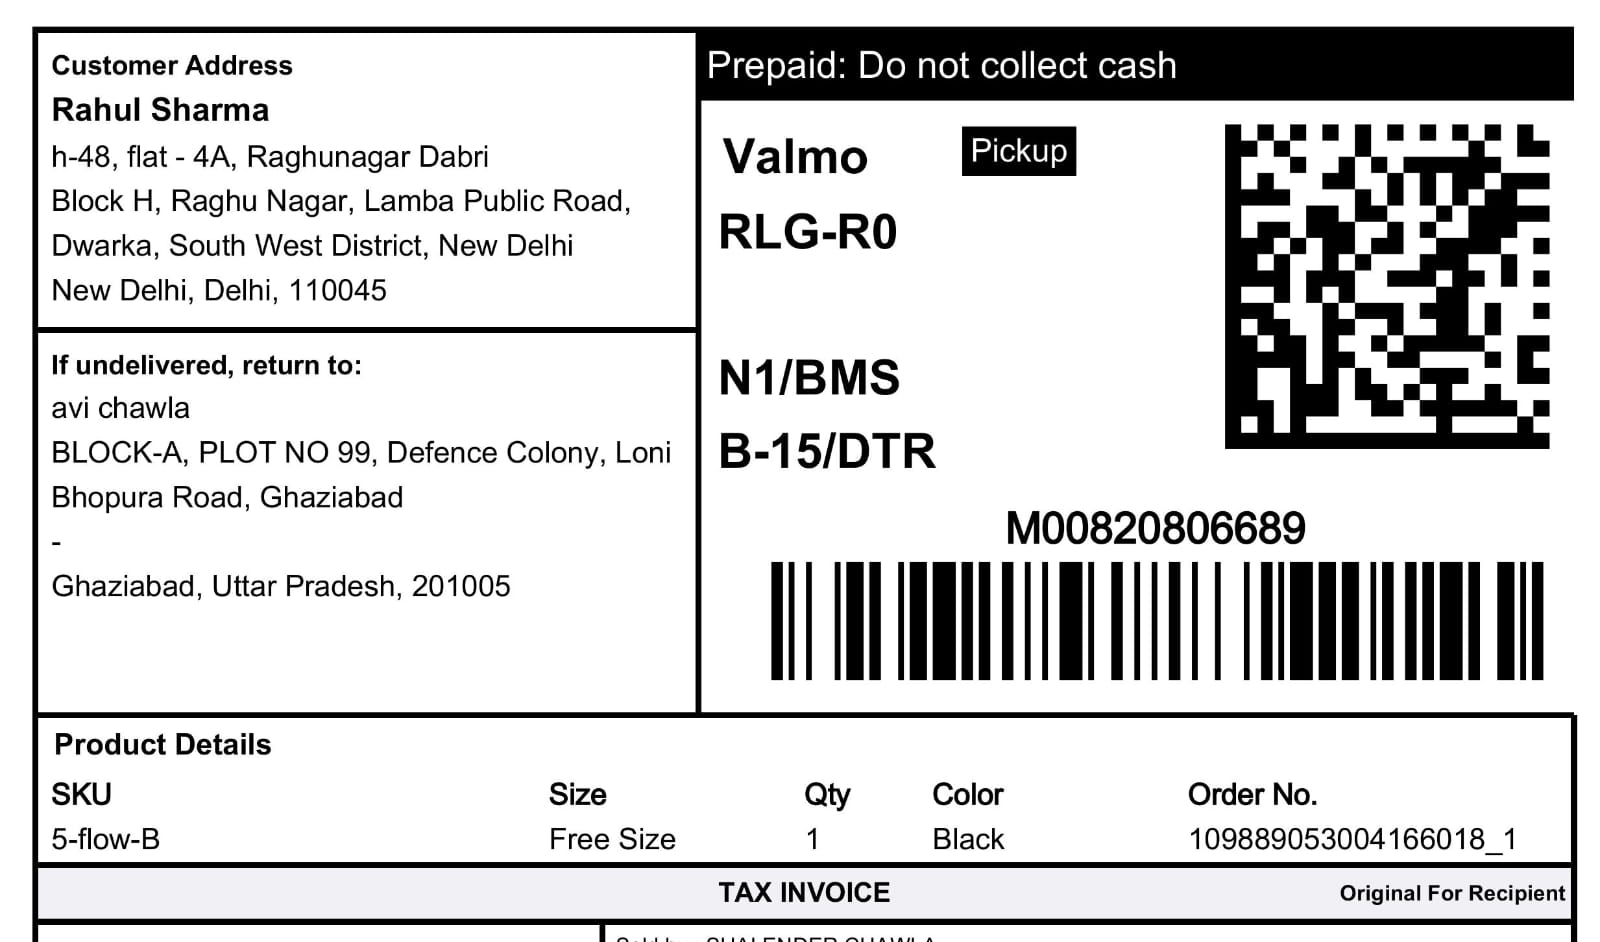 Customer Address
Rahul Sharma
h-48, flat - 4A, Raghunagar Dabri
Block H, Raghu Nagar, Lamba Public Road,
Dwarka, South West District, New Delhi
New Delhi, Delhi, 110045
If undelivered, return to:
avi chawla
BLOCK-A, PLOT NO 99, Defence Colony, Loni
Bhopura Road, Ghaziabad
-
Ghaziabad, Uttar Pradesh, 201005
Prepaid: Do not collect cash
Valmo Pickup
RLG-R0
N1/BMS
B-15/DTR
M00820806689
Product Details
SKU Size Qty Color Order No.
5-flow-B Free Size 1 Black 109889053004166018_1
TAX INVOICE Original For Recipient